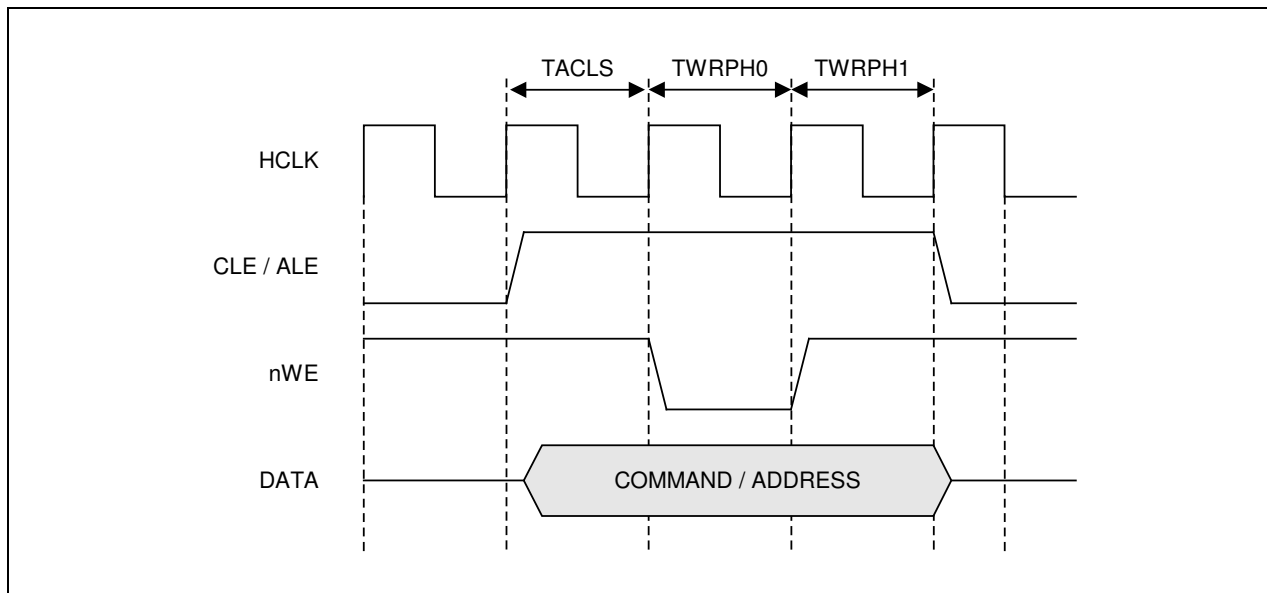 TACLS TWRPH0 TWRPH1
HCLK
CLE / ALE
nWE
DATA COMMAND / ADDRESS